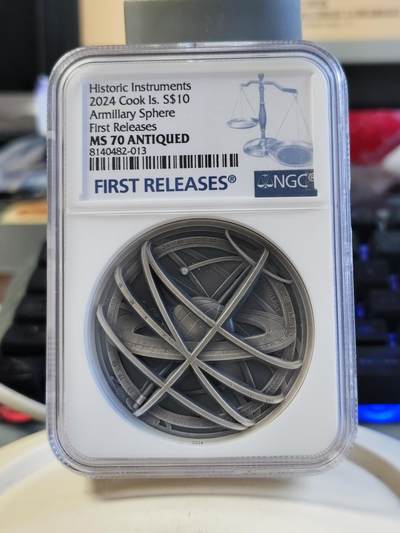 Historic Instruments
2024 Cook Is. S$10
Armillary Sphere
First Releases
MS 70 ANTIQUED
8140482-013
FIRST RELEASES®
NGC®